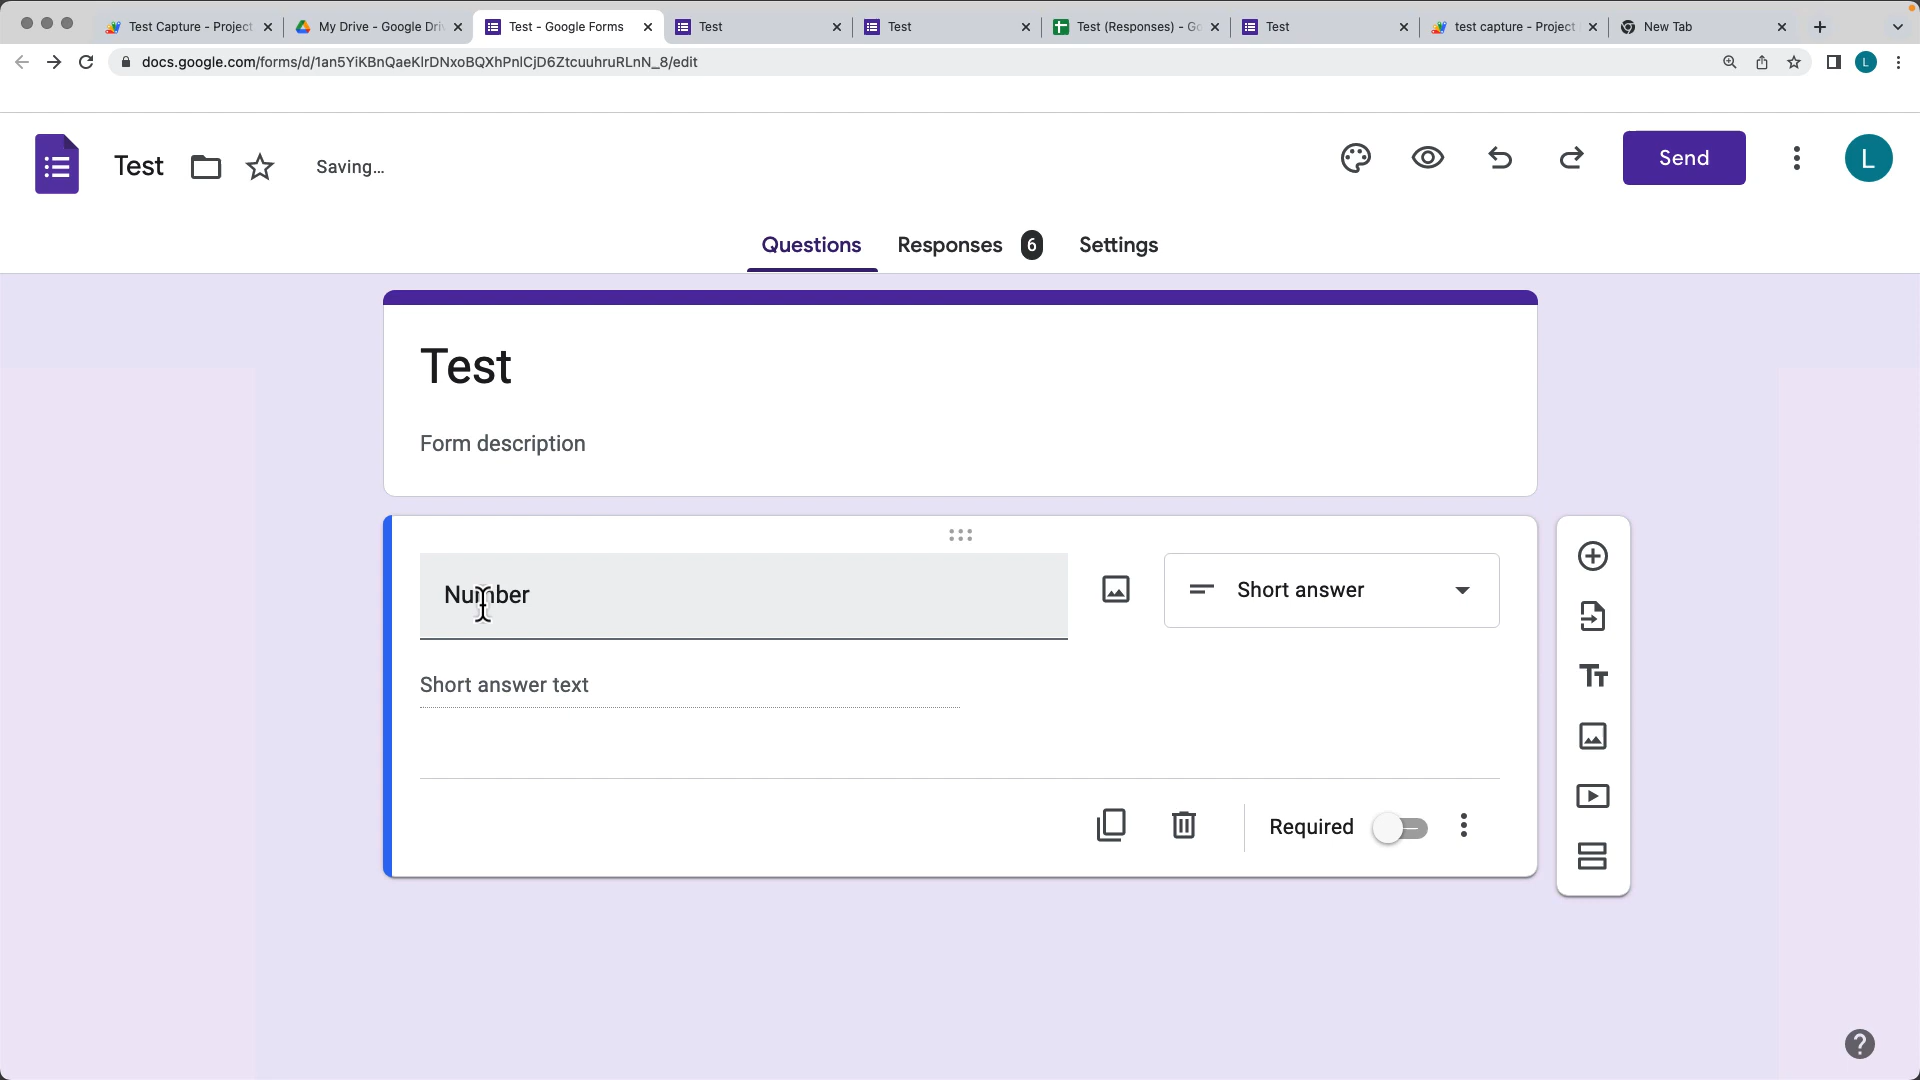 Test Capture - Project
My Drive - Google Driv
Test - Google Forms
Test
Test
Test (Responses) - Go
Test
test capture - Project
New Tab
docs.google.com/forms/d/1an5YiKBnQaeKlrDNxoBQXhPnlCjD6ZtcuuhruRLnN_8/edit
L
Test
Saving...
Send
L
Questions
Responses
6
Settings
Test
Form description
Number
Short answer
Short answer text
Required